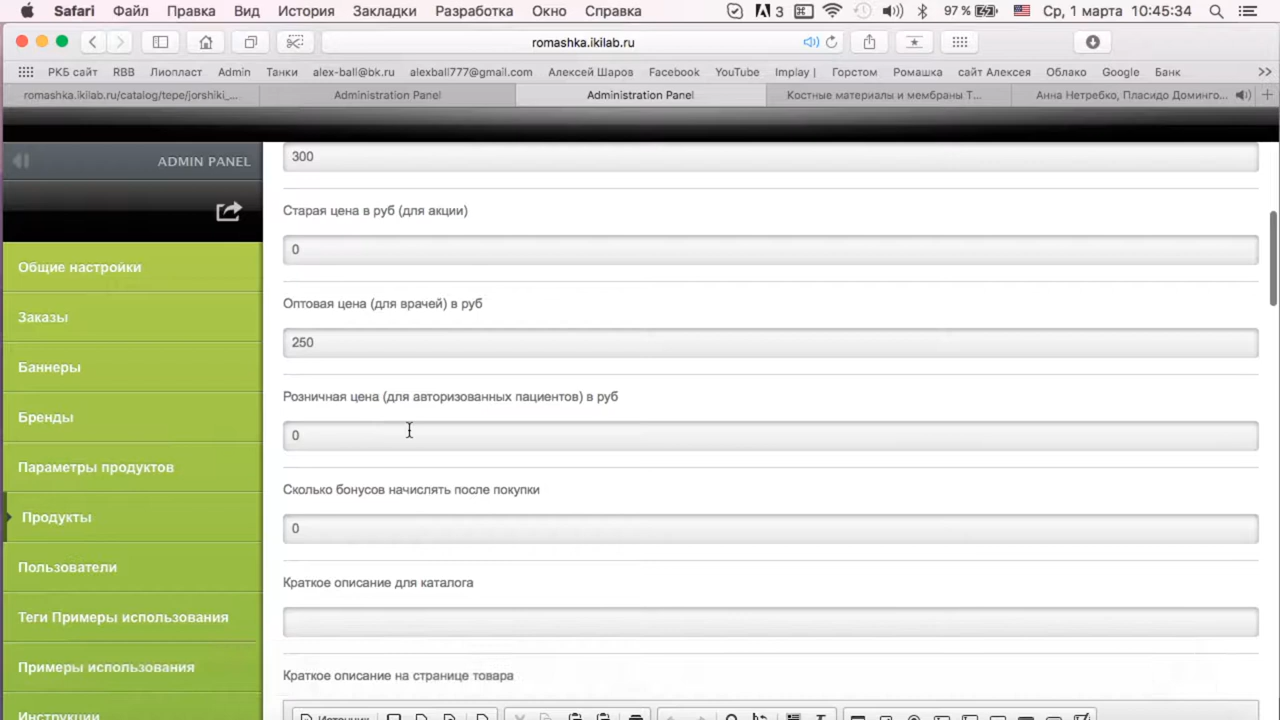 Safari Файл Правка Вид История Закладки Разработка Окно Справка 3 97 % Ср, 1 марта 10:45:34
romashka.ikilab.ru
РКБ сайт RBB Лиопласт Admin Танки alex-ball@bk.ru alexball777@gmail.com Алексей Шаров Facebook YouTube Implay | Горстом Ромашка сайт Алексея Облако Google Банк >>
romashka.ikilab.ru/catalog/tepe/jorshiki_... Administration Panel Administration Panel Костные материалы и мембраны Т... Анна Нетребко, Пласидо Доминго...
ADMIN PANEL
300
Старая цена в руб (для акции)
0
Общие настройки
Оптовая цена (для врачей) в руб
Заказы
250
Баннеры
Розничная цена (для авторизованных пациентов) в руб
Бренды
0
Параметры продуктов
Сколько бонусов начислять после покупки
Продукты
0
Пользователи
Краткое описание для каталога
Теги Примеры использования
Примеры использования
Краткое описание на странице товара
Инструкции
Источник